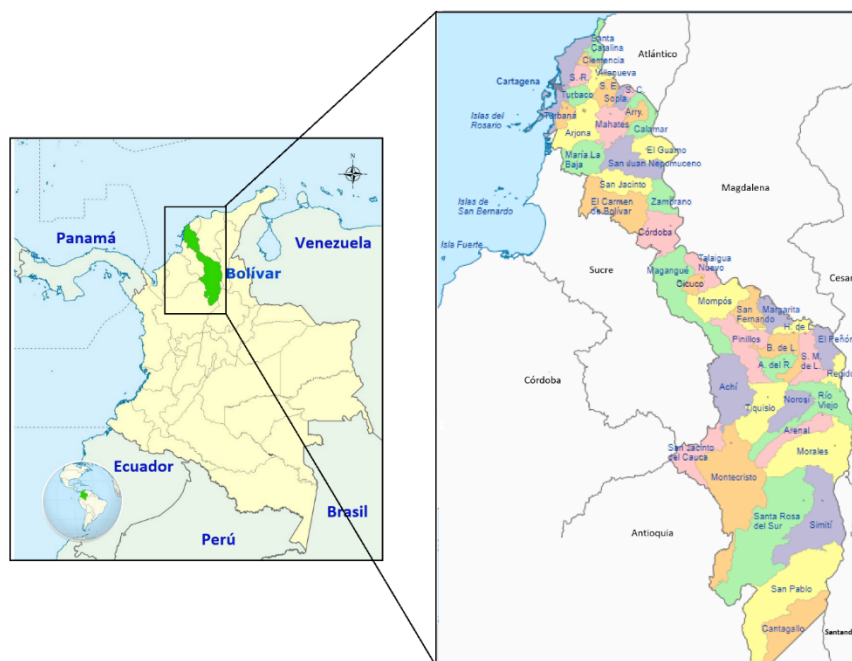 Panamá
Venezuela
Bolívar
Ecuador
Perú
Brasil
N
Santa
Catalina
Clemencia
Villanueva
Atlántico
Cartagena
S. R.
Turbaco
S. E.
Sopla.
S. C.
Turbana
Arry.
Islas del
Rosario
Arjona
Mahates
Calamar
El Guamo
María La
Baja
San Juan Nepomuceno
San Jacinto
Magdalena
Islas de
San Bernardo
El Carmen
de Bolívar
Zambrano
Córdoba
Isla Fuerte
Sucre
Magangué
Talaigua
Nuevo
Cicuco
Cesar
Mompós
San
Fernando
Margarita
H. de L.
El Peñón
Pinillos
B. de L.
S. M.
de L.
A. del R.
Regidor
Córdoba
Achí
Tiquisio
Norosí
Río
Viejo
Arenal
San Jacinto
del Cauca
Morales
Montecristo
Santa Rosa
del Sur
Simití
Antioquia
San Pablo
Cantagallo
Santand